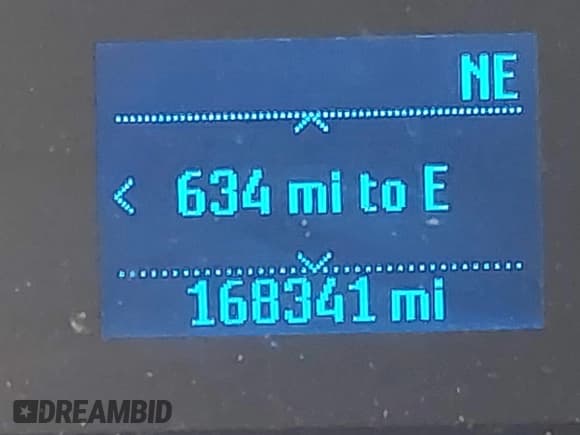 NE
< 634 mi to E
168341 mi
DREAMBID